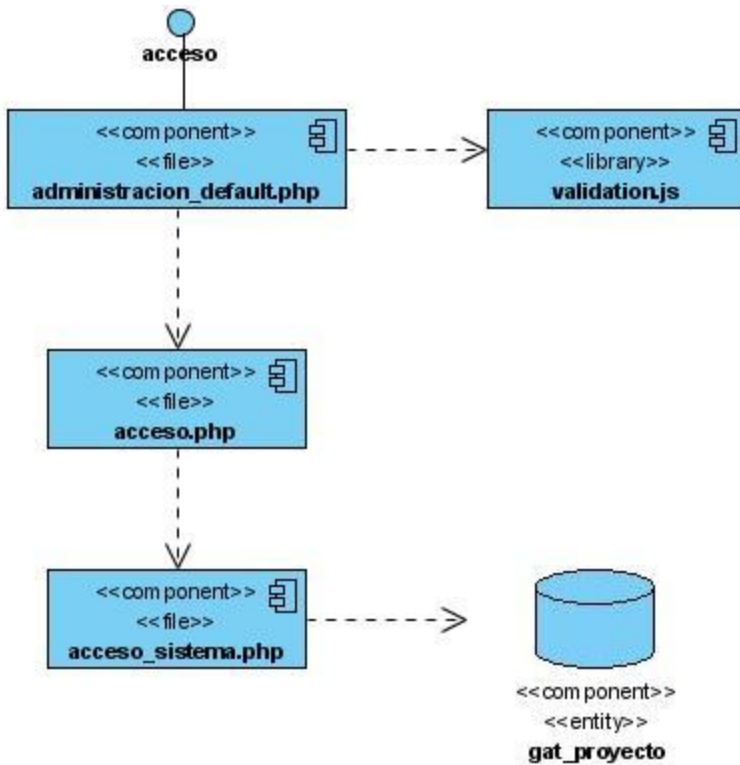 acceso
<<component>>
<<file>>
administracion_default.php
<<component>>
<<library>>
validation.js
<<component>>
<<file>>
acceso.php
<<component>>
<<file>>
acceso_sistema.php
<<component>>
<<entity>>
gat_proyecto